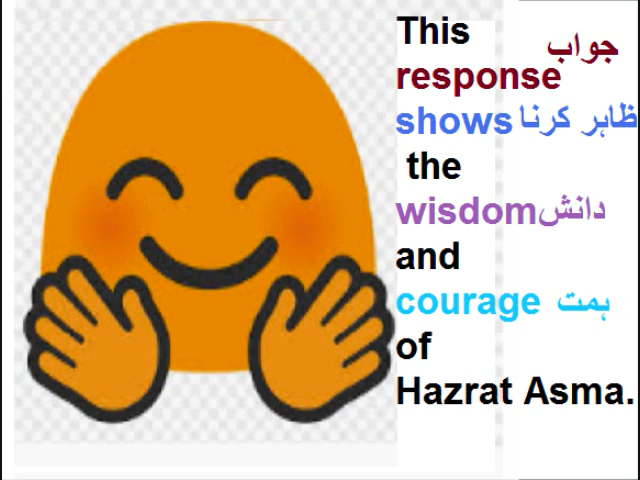 This
جواب
response
shows ظاہر کرنا
the
wisdom دانش
and
courage ہمت
of
Hazrat Asma.